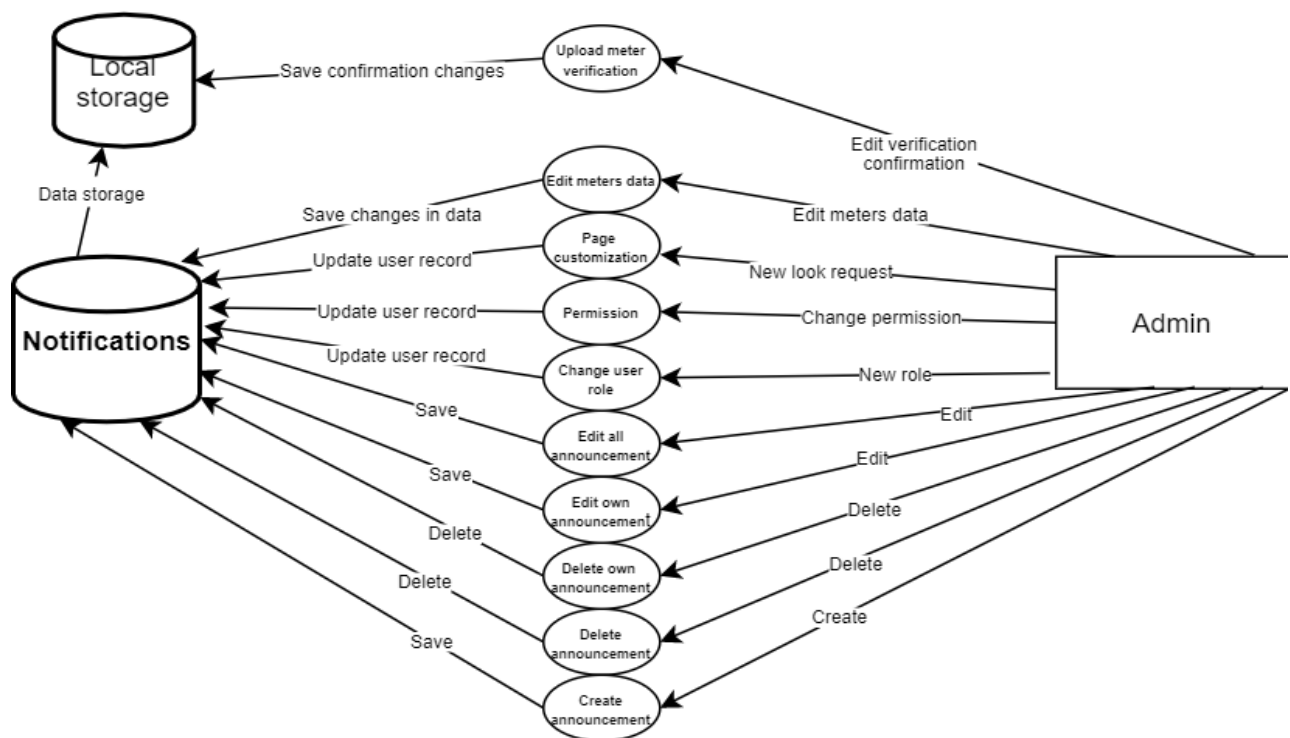 Local
storage
Save confirmation changes
Upload meter
verification
Edit verification
confirmation
Data storage
Save changes in data
Edit meters data
Edit meters data
Update user record
Page
customization
New look request
Notifications
Update user record
Permission
Change permission
Admin
Update user record
Change user
role
New role
Save
Edit all
announcement
Edit
Save
Edit own
announcement
Edit
Delete
Delete own
announcement
Delete
Delete
Delete
announcement
Delete
Save
Create
announcement
Create